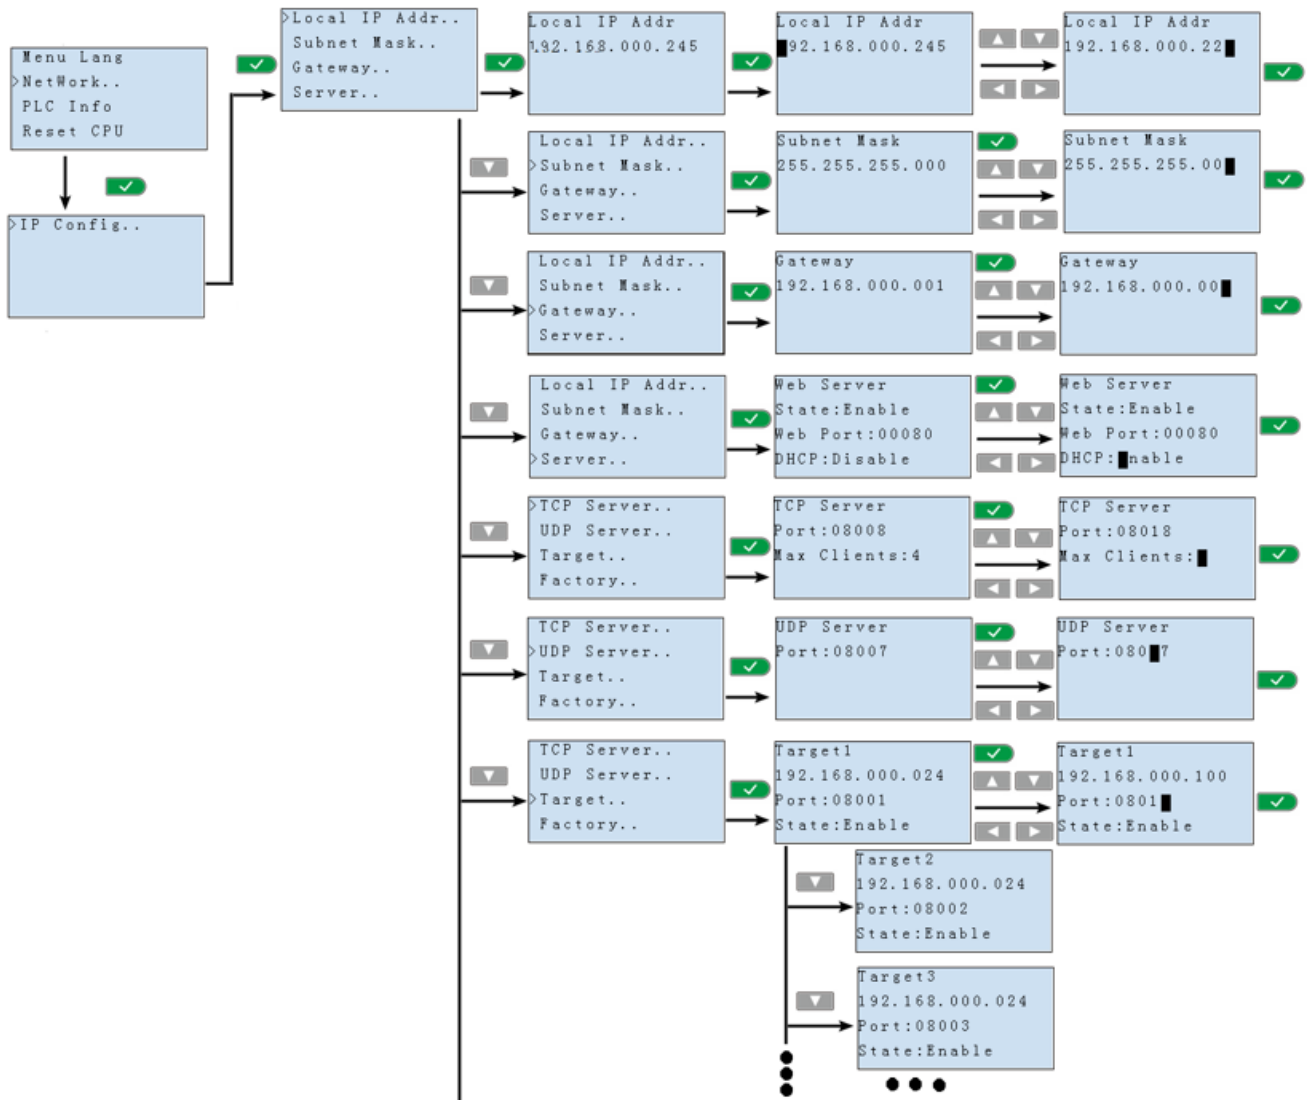 Menu Lang
>NetWork..
PLC Info
Reset CPU
>IP Config..
>Local IP Addr..
Subnet Mask..
Gateway..
Server..
Local IP Addr
192.168.000.245
Local IP Addr
92.168.000.245
Local IP Addr
192.168.000.22
Local IP Addr..
>Subnet Mask..
Gateway..
Server..
Subnet Mask
255.255.255.000
Subnet Mask
255.255.255.00
Local IP Addr..
Subnet Mask..
>Gateway..
Server..
Gateway
192.168.000.001
Gateway
192.168.000.00
Local IP Addr..
Subnet Mask..
Gateway..
>Server..
Web Server
State:Enable
Web Port:00080
DHCP:Disable
Web Server
State:Enable
Web Port:00080
DHCP: nable
>TCP Server..
UDP Server..
Target..
Factory..
TCP Server
Port:08008
Max Clients:4
TCP Server
Port:08018
Max Clients:
TCP Server..
>UDP Server..
Target..
Factory..
UDP Server
Port:08007
UDP Server
Port:080 7
TCP Server..
UDP Server..
>Target..
Factory..
Target1
192.168.000.024
Port:08001
State:Enable
Target1
192.168.000.100
Port:0801
State:Enable
Target2
192.168.000.024
Port:08002
State:Enable
Target3
192.168.000.024
Port:08003
State:Enable